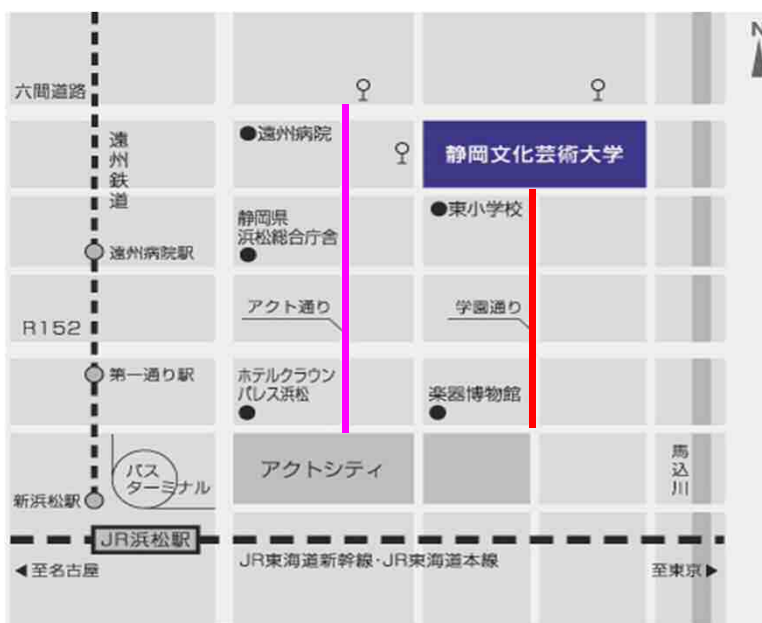 N
六間道路
遠州鉄道
遠州病院
静岡文化芸術大学
静岡県
浜松総合庁舎
東小学校
遠州病院駅
アクト通り
学園通り
R152
第一通り駅
ホテルクラウン
パレス浜松
楽器博物館
バス
ターミナル
アクトシティ
馬込川
新浜松駅
JR浜松駅
JR東海道新幹線・JR東海道本線
至名古屋
至東京